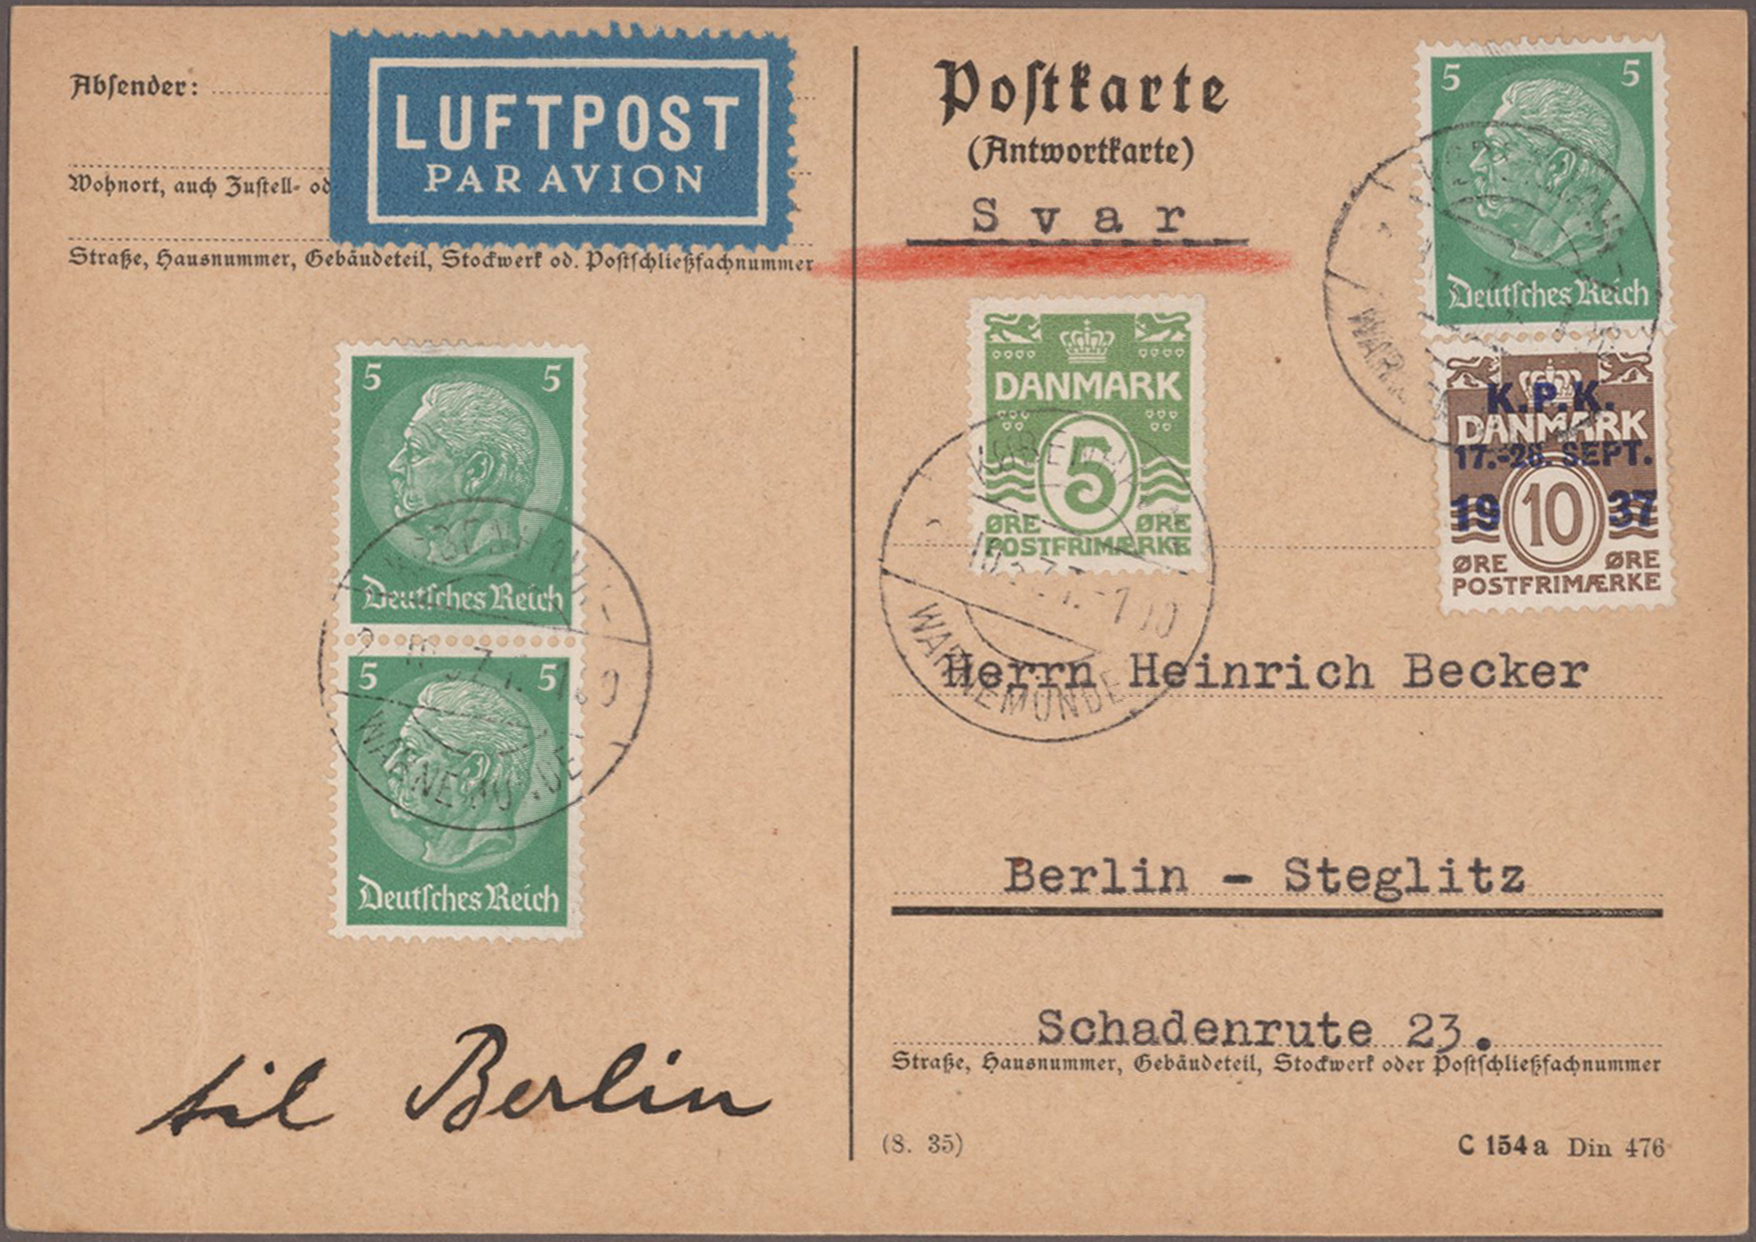 Absender:
LUFTPOST
PAR AVION
Wohnort, auch Zustell- od
Straße, Hausnummer, Gebäudeteil, Stockwerk od. Postschließfachnummer
5 5
Deutsches Reich
5 5
Deutsches Reich
WARNEMÜNDE
til Berlin
Postkarte
(Antwortkarte)
Svar
5 5
Deutsches Reich
DANMARK
5
ØRE ØRE
POSTFRIMÆRKE
K.P.K.
DANMARK
17.-26. SEPT.
19 10 37
ØRE ØRE
POSTFRIMÆRKE
WARNEMÜNDE
Herrn Heinrich Becker
Berlin - Steglitz
Schadenrute 23.
Straße, Hausnummer, Gebäudeteil, Stockwerk oder Postschließfachnummer
(8. 35)
C 154a Din 476